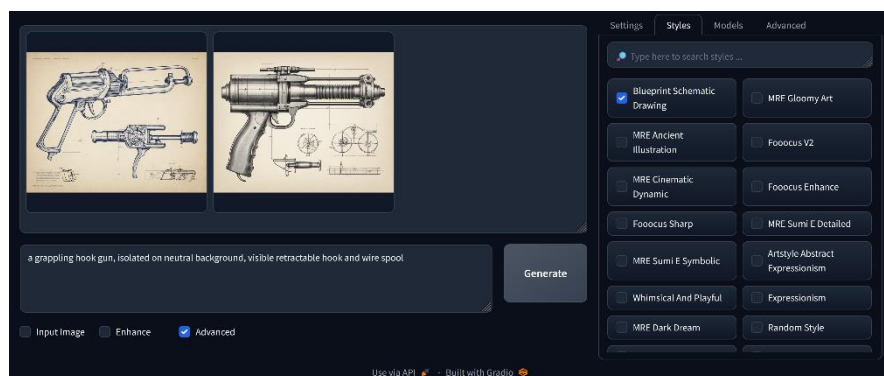 Settings
Styles
Models
Advanced
🔎 Type here to search styles ...
Blueprint Schematic
Drawing
MRE Gloomy Art
MRE Ancient
Illustration
Fooocus V2
MRE Cinematic
Dynamic
Fooocus Enhance
Fooocus Sharp
MRE Sumi E Detailed
MRE Sumi E Symbolic
Artstyle Abstract
Expressionism
Whimsical And Playful
Expressionism
MRE Dark Dream
Random Style
a grappling hook gun, isolated on neutral background, visible retractable hook and wire spool
Generate
Input Image
Enhance
Advanced
Use via API 🚀 · Built with Gradio